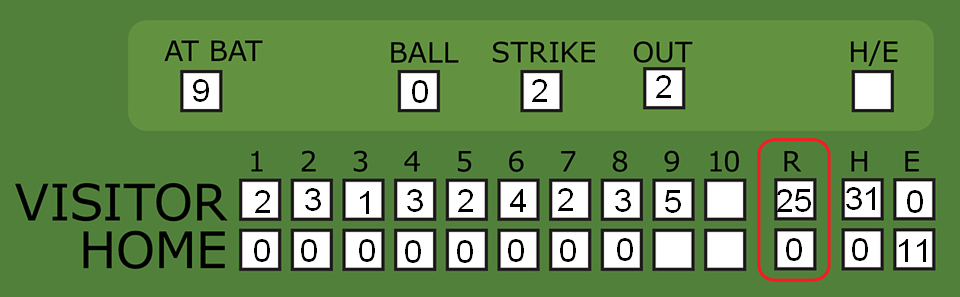 AT BAT BALL STRIKE OUT H/E
9 0 2 2
1 2 3 4 5 6 7 8 9 10 R H E
VISITOR 2 3 1 3 2 4 2 3 5 25 31 0
HOME 0 0 0 0 0 0 0 0 0 0 11